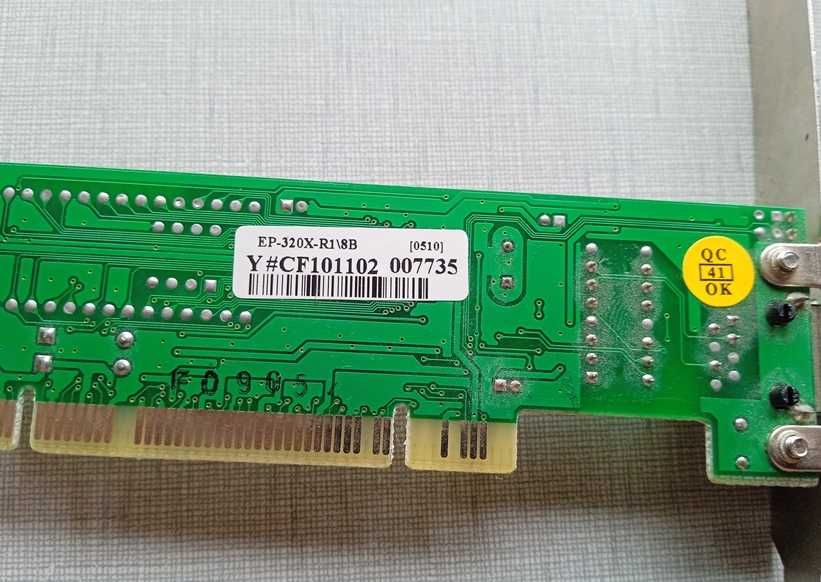 EP-320X-R1\8B [0510]
Y#CF101102 007735
QC
41
OK